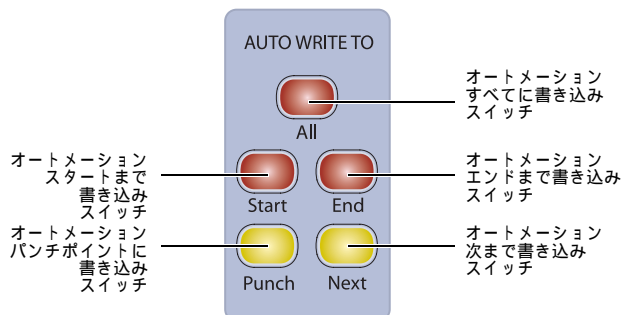 AUTO WRITE TO
オートメーション
すべてに書き込み
スイッチ
All
オートメーション
スタートまで
書き込み
スイッチ
Start
End
オートメーション
エンドまで書き込み
スイッチ
オートメーション
パンチポイントに
書き込み
スイッチ
Punch
Next
オートメーション
次まで書き込み
スイッチ